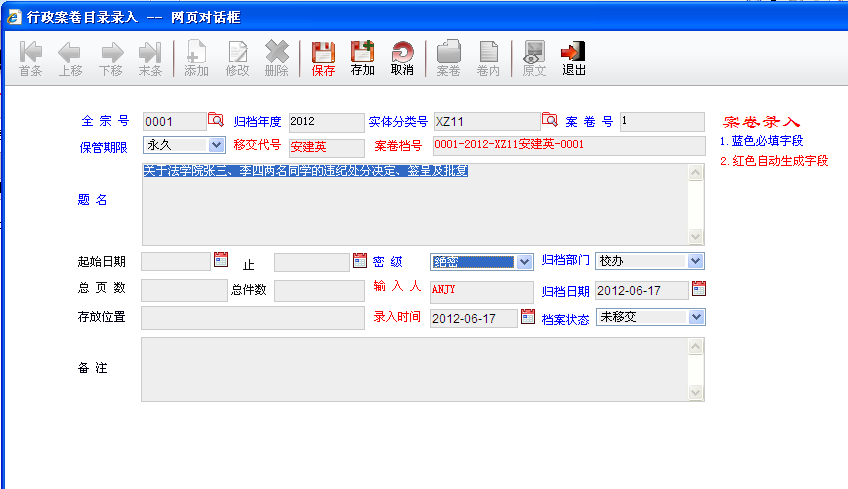 行政案卷目录录入 -- 网页对话框
首条 上移 下移 末条 添加 修改 删除 保存 存加 取消 案卷 卷内 原文 退出
全 宗 号 0001 归档年度 2012 实体分类号 XZ11 案 卷 号 1 案卷录入
保管期限 永久 移交代号 安建英 案卷档号 0001-2012-XZ11安建英-0001 1.蓝色必填字段
2.红色自动生成字段
题 名 关于法学院张三、李四两名同学的违纪处分决定、签呈及批复
起始日期 止 密 级 绝密 归档部门 校办
总 页 数 总件数 输 入 人 ANJY 归档日期 2012-06-17
存放位置 录入时间 2012-06-17 档案状态 未移交
备 注